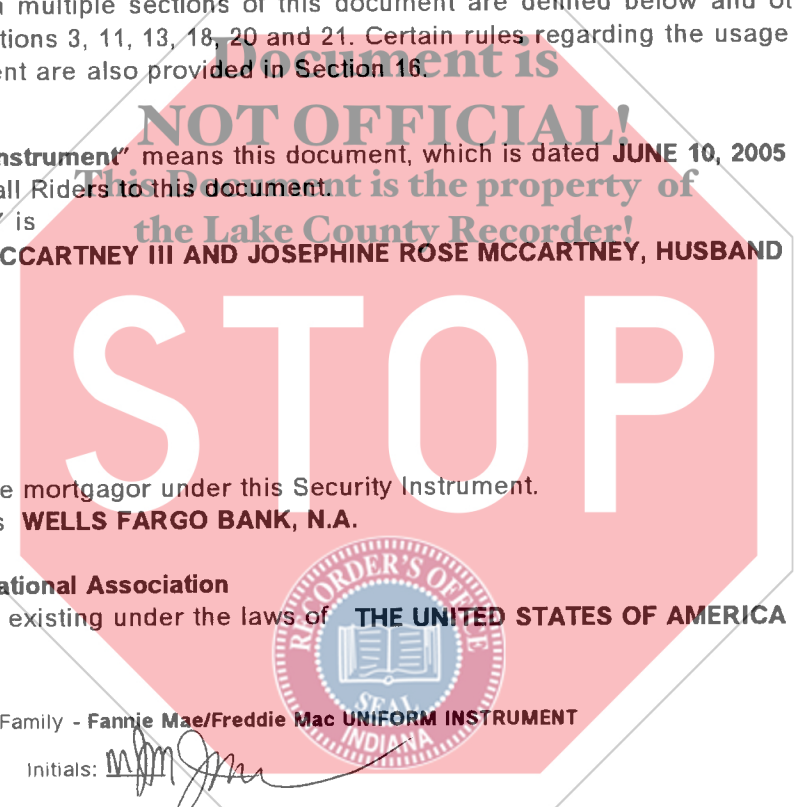 multiple sections of this document are defined below and ot
tions 3, 11, 13, 18, 20 and 21. Certain rules regarding the usage
ent are also provided in Section 16.
Document is
NOT OFFICIAL!
nstrument" means this document, which is dated JUNE 10, 2005
all Riders to this document.
This Document is the property of
" is
the Lake County Recorder!
CCARTNEY III AND JOSEPHINE ROSE MCCARTNEY, HUSBAND
STOP
e mortgagor under this Security Instrument.
s WELLS FARGO BANK, N.A.
ational Association
existing under the laws of THE UNITED STATES OF AMERICA
RECORDER'S OFFICE
SEAL
INDIANA
Family - Fannie Mae/Freddie Mac UNIFORM INSTRUMENT
Initials: